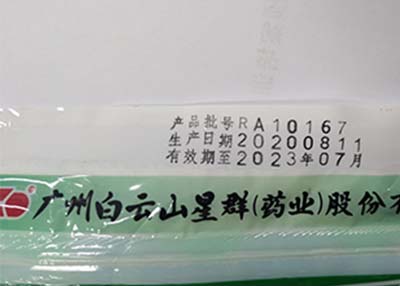 产品批号RA10167
生产日期20200811
有效期至2023年07月
广州白云山星群(药业)股份